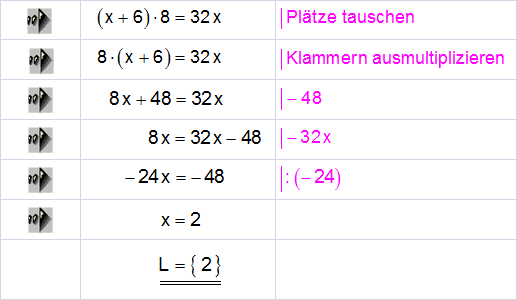 (x + 6)·8 = 32x | Plätze tauschen
8·(x + 6) = 32x | Klammern ausmultiplizieren
8x + 48 = 32x | − 48
8x = 32x − 48 | − 32x
−24x = −48 | : (−24)
x = 2
L = { 2 }